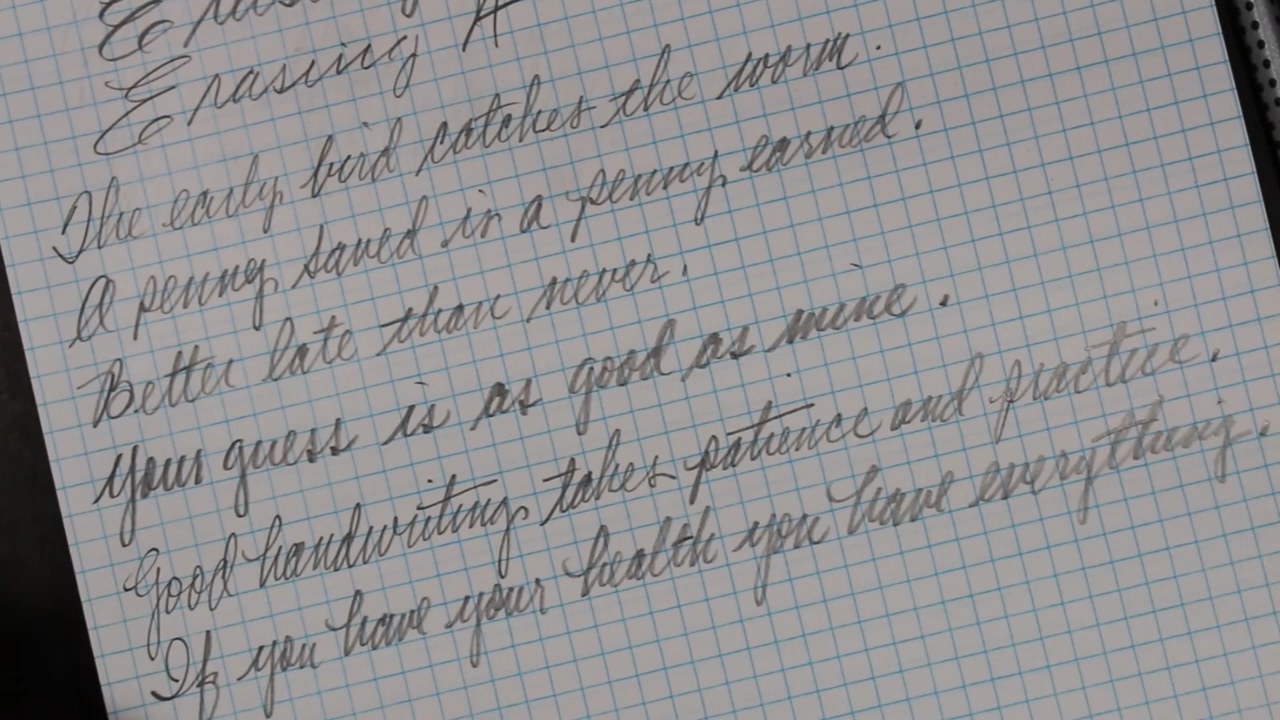 Erasing
Erasing A
The early bird catches the worm.
A penny saved is a penny earned.
Better late than never.
Your guess is as good as mine.
Good handwriting takes patience and practice.
If you have your health you have everything.